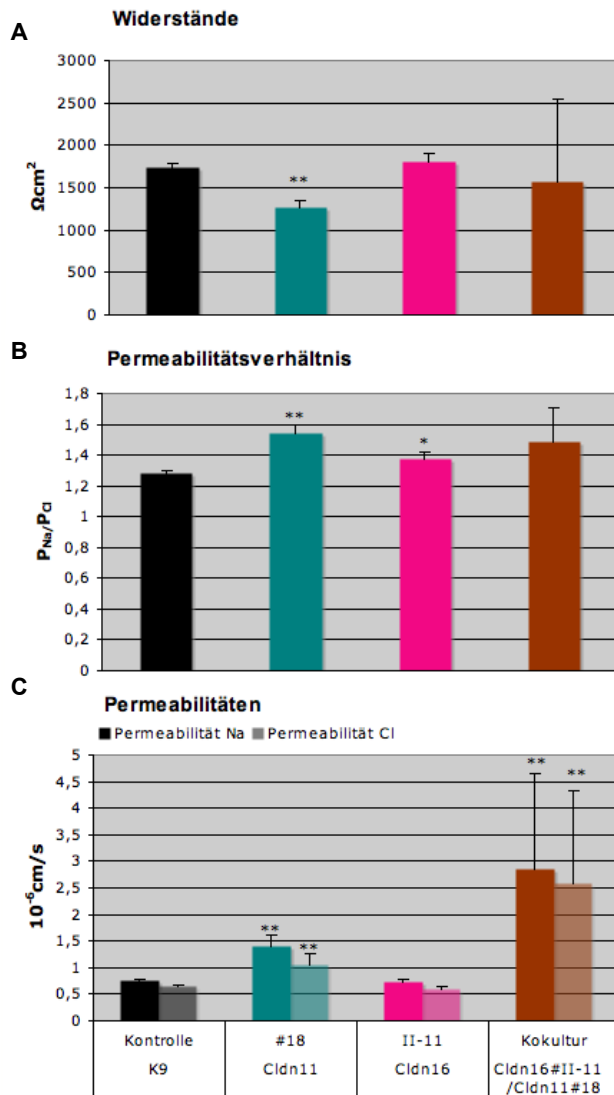 A
Widerstände
3000
2500
2000
1500
1000
500
0
Ωcm²
**
B
Permeabilitätsverhältnis
1,8
1,6
1,4
1,2
1
0,8
0,6
0,4
0,2
0
PNa/PCl
**
*
C
Permeabilitäten
Permeabilität Na Permeabilität Cl
5
4,5
4
3,5
3
2,5
2
1,5
1
0,5
0
10⁻⁶cm/s
** **
** **
Kontrolle #18 II-11 Kokultur
K9 Cldn11 Cldn16 Cldn16#II-11
/Cldn11#18